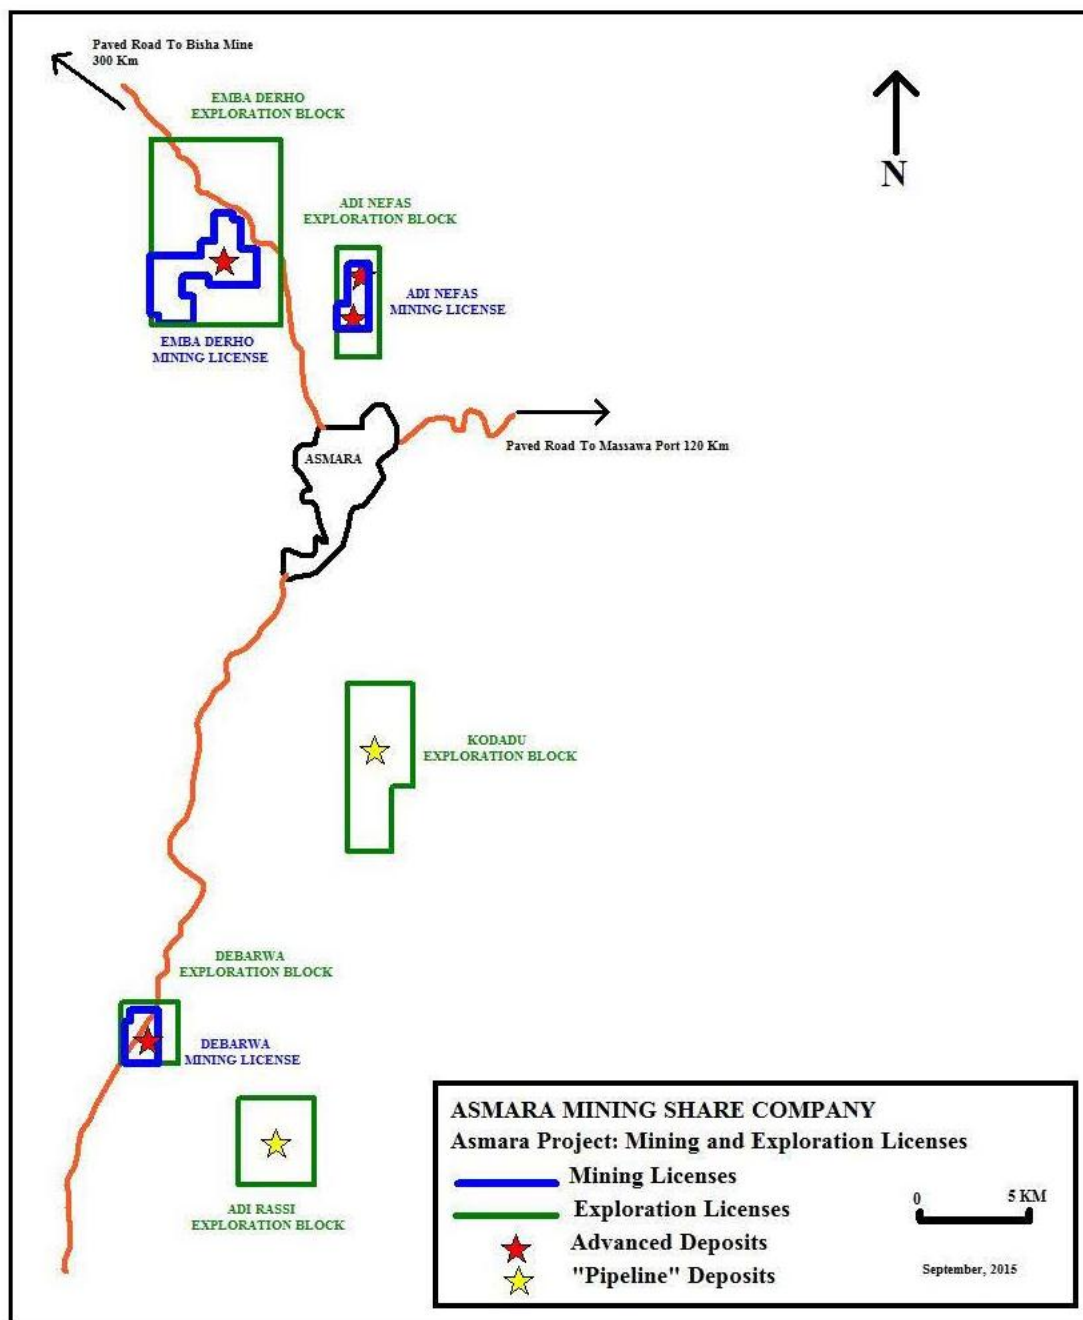 Paved Road To Bisha Mine
300 Km
EMBA DERHO
EXPLORATION BLOCK
N
ADI NEFAS
EXPLORATION BLOCK
ADI NEFAS
MINING LICENSE
EMBA DERHO
MINING LICENSE
ASMARA
Paved Road To Massawa Port 120 Km
KODADU
EXPLORATION BLOCK
DEBARWA
EXPLORATION BLOCK
DEBARWA
MINING LICENSE
ADI RASSI
EXPLORATION BLOCK
ASMARA MINING SHARE COMPANY
Asmara Project: Mining and Exploration Licenses
Mining Licenses
Exploration Licenses
Advanced Deposits
"Pipeline" Deposits
0 5 KM
September, 2015